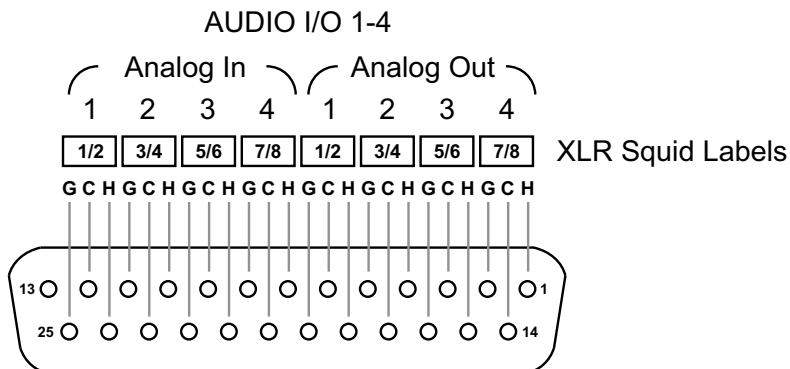 AUDIO I/O 1-4
Analog In Analog Out
1 2 3 4 1 2 3 4
1/2 3/4 5/6 7/8 1/2 3/4 5/6 7/8 XLR Squid Labels
G C H G C H G C H G C H G C H G C H G C H G C H
13 1
25 14